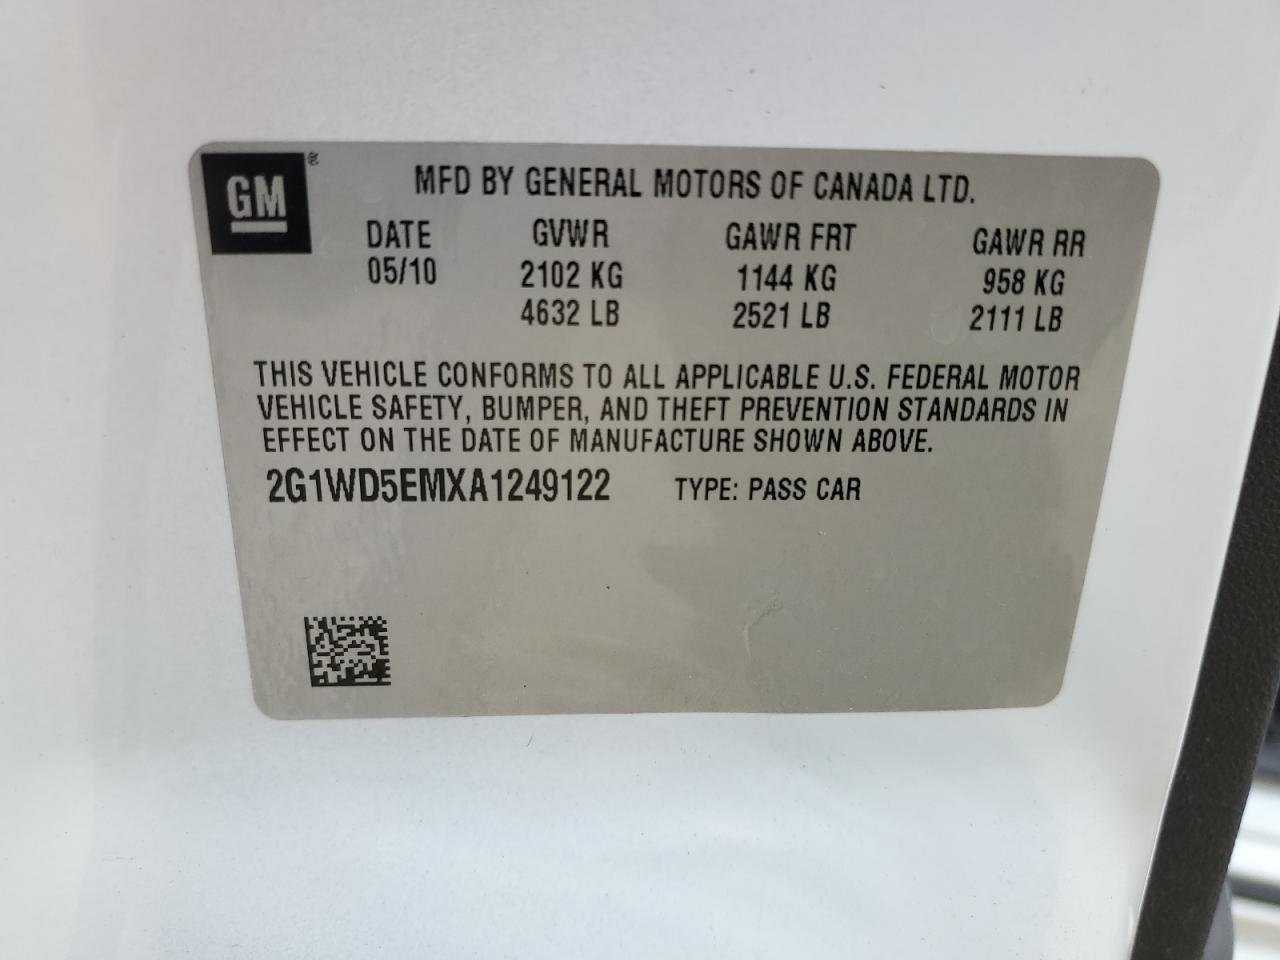 GM®
MFD BY GENERAL MOTORS OF CANADA LTD.
DATE GVWR GAWR FRT GAWR RR
05/10 2102 KG 1144 KG 958 KG
4632 LB 2521 LB 2111 LB
THIS VEHICLE CONFORMS TO ALL APPLICABLE U.S. FEDERAL MOTOR
VEHICLE SAFETY, BUMPER, AND THEFT PREVENTION STANDARDS IN
EFFECT ON THE DATE OF MANUFACTURE SHOWN ABOVE.
2G1WD5EMXA1249122 TYPE: PASS CAR